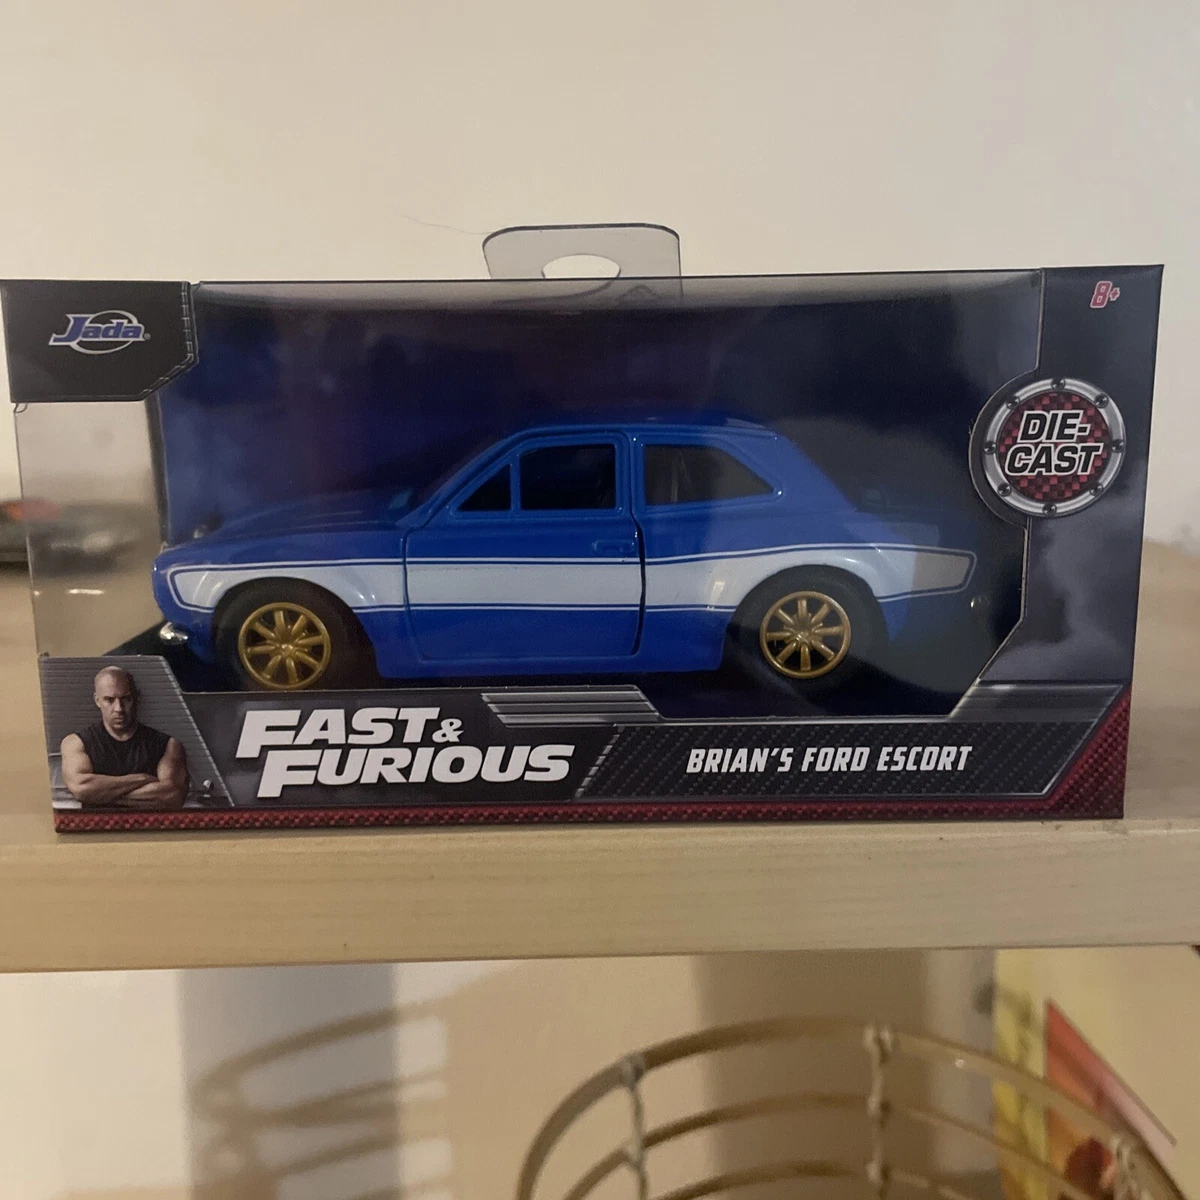 Jada
8+
DIE-
CAST
FAST &
FURIOUS
BRIAN'S FORD ESCORT